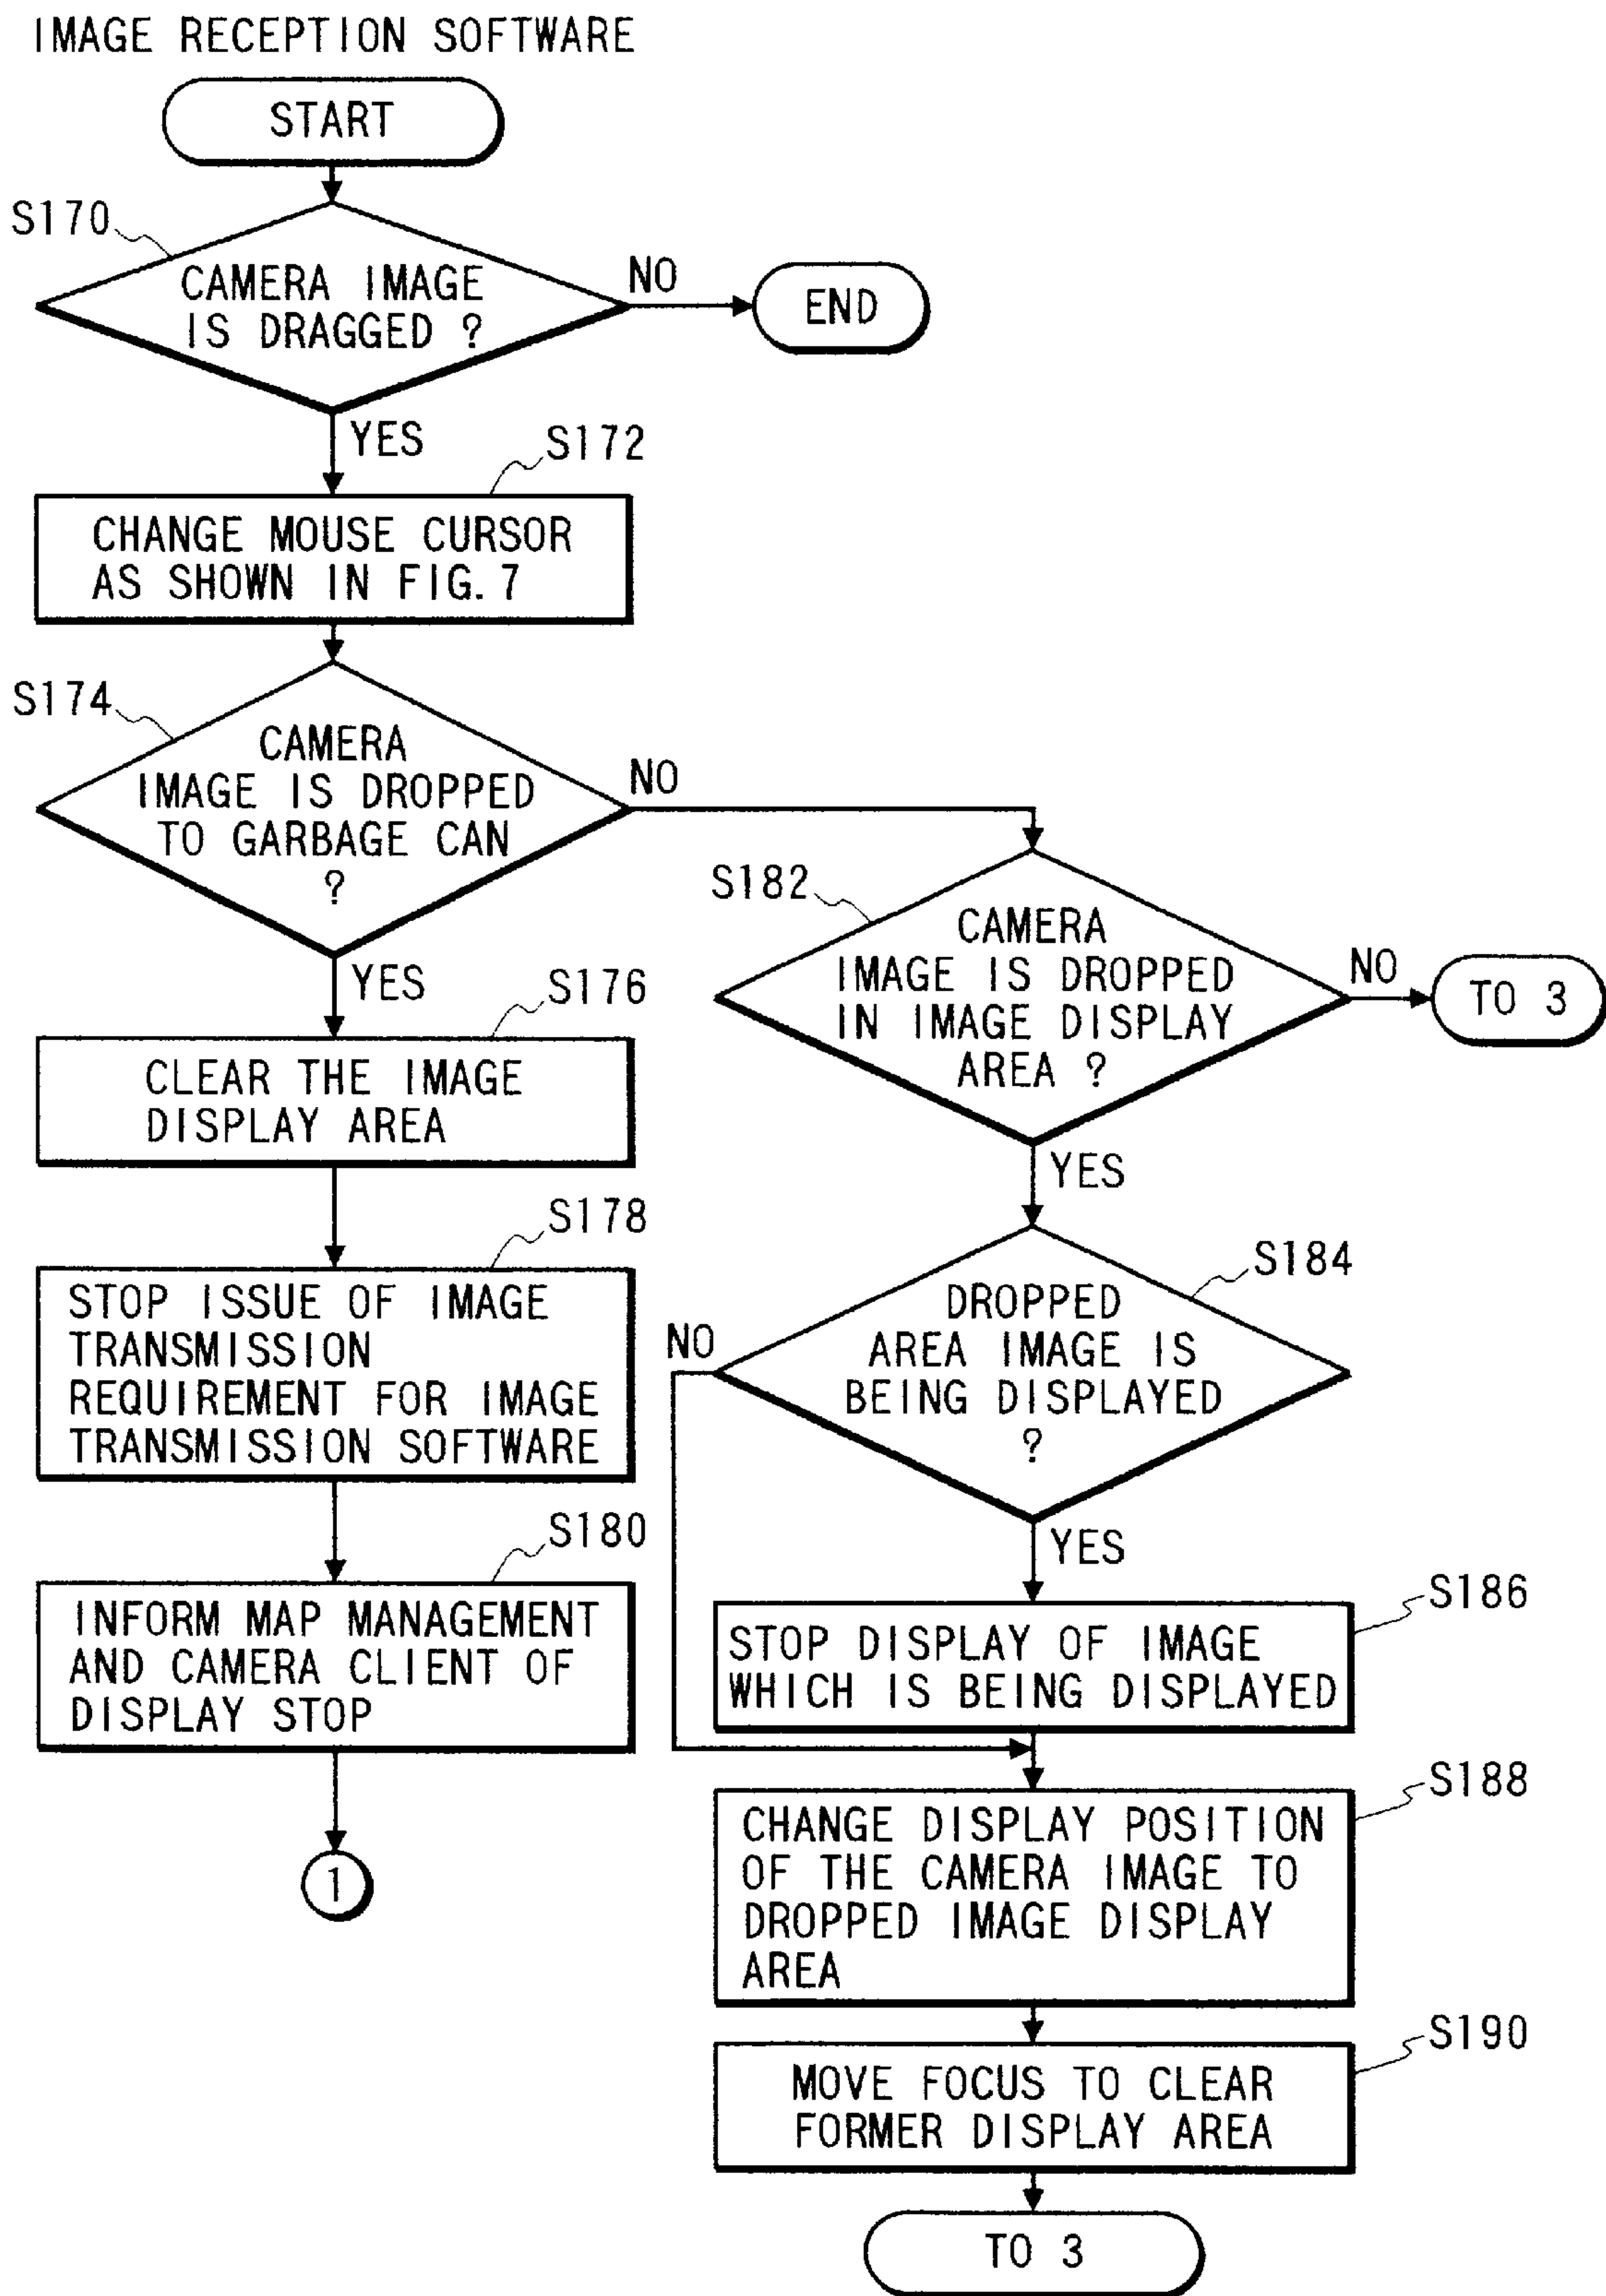 IMAGE RECEPTION SOFTWARE
START
S170
CAMERA IMAGE
IS DRAGGED ?
NO
END
YES
S172
CHANGE MOUSE CURSOR
AS SHOWN IN FIG. 7
S174
CAMERA
IMAGE IS DROPPED
TO GARBAGE CAN
?
NO
YES
S176
CLEAR THE IMAGE
DISPLAY AREA
S178
STOP ISSUE OF IMAGE
TRANSMISSION
REQUIREMENT FOR IMAGE
TRANSMISSION SOFTWARE
S180
INFORM MAP MANAGEMENT
AND CAMERA CLIENT OF
DISPLAY STOP
1
S182
CAMERA
IMAGE IS DROPPED
IN IMAGE DISPLAY
AREA ?
NO
TO 3
YES
S184
DROPPED
AREA IMAGE IS
BEING DISPLAYED
?
NO
YES
S186
STOP DISPLAY OF IMAGE
WHICH IS BEING DISPLAYED
S188
CHANGE DISPLAY POSITION
OF THE CAMERA IMAGE TO
DROPPED IMAGE DISPLAY
AREA
S190
MOVE FOCUS TO CLEAR
FORMER DISPLAY AREA
TO 3